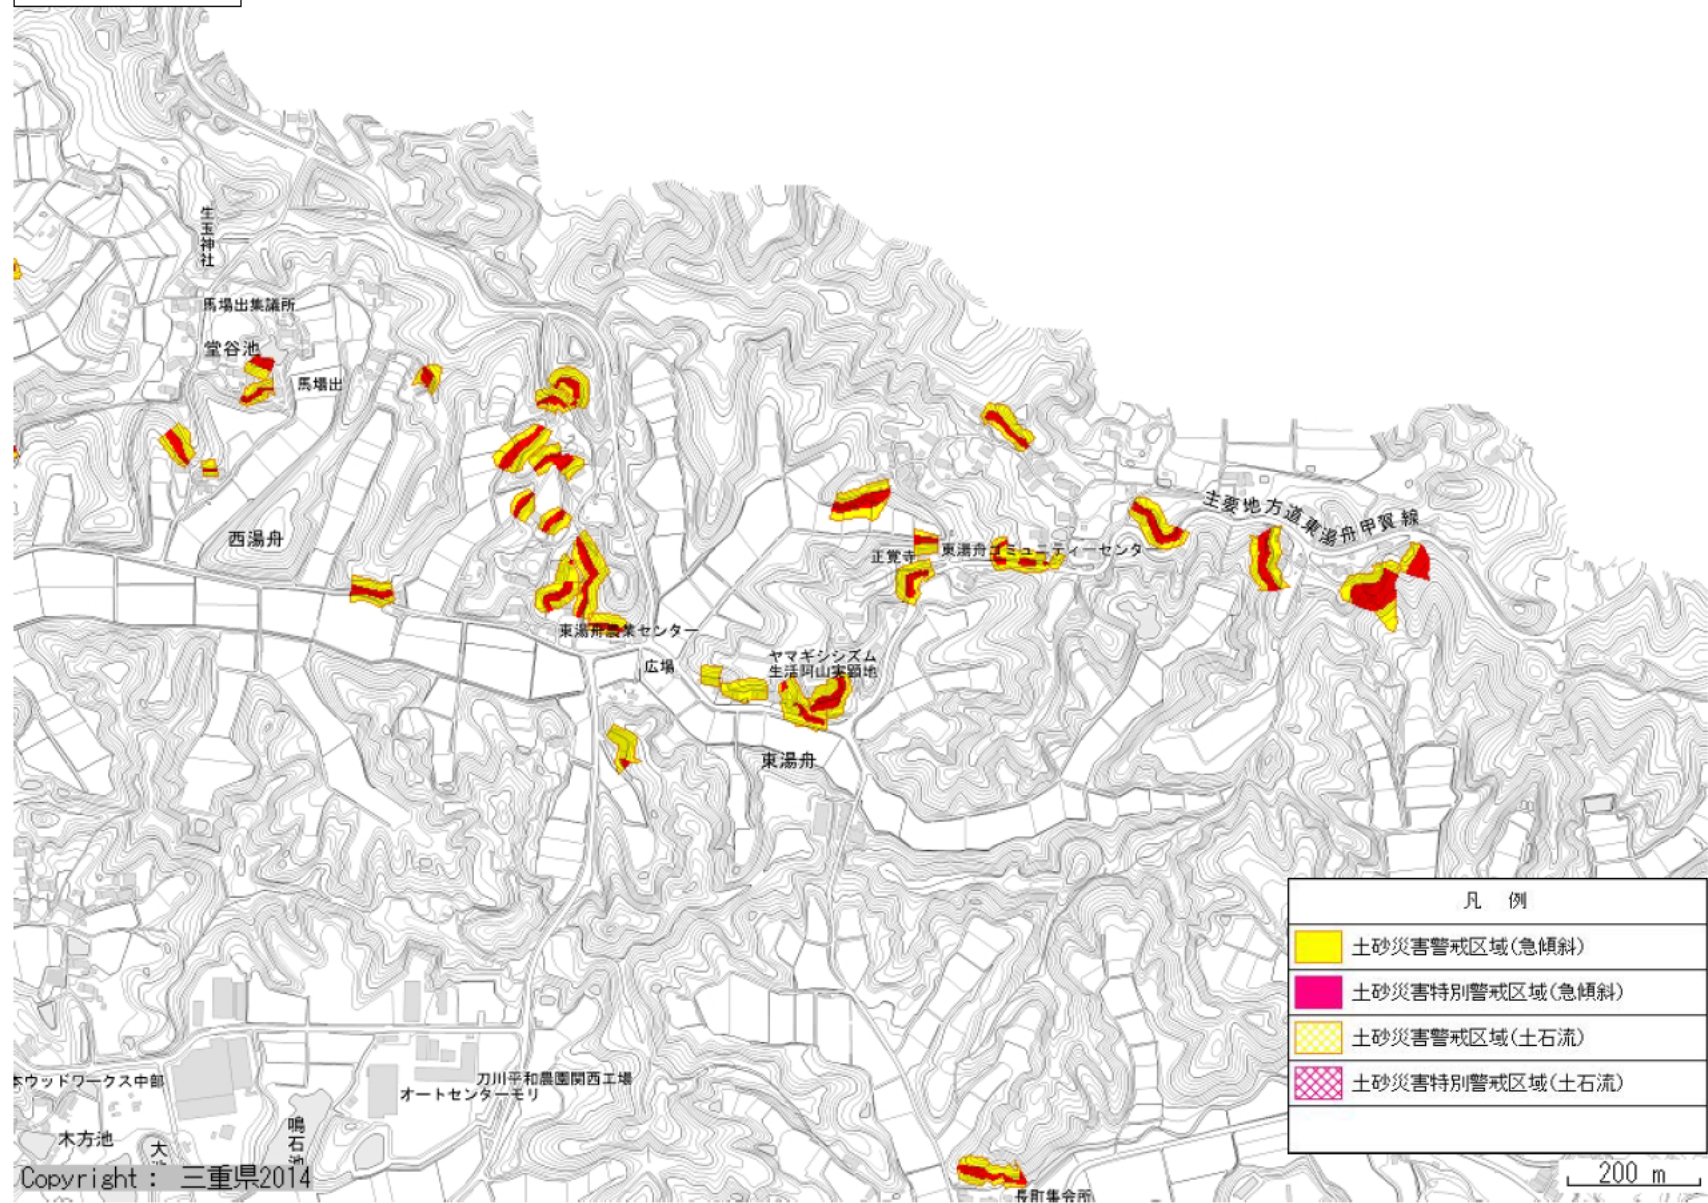 生玉神社
馬場出集議所
堂谷池
馬場出
西湯舟
主要地方道東湯舟甲賀線
正覚寺
東湯舟コミュニティーセンター
東湯舟農業センター
広場
ヤマギシシズム
生活阿山実顕地
東湯舟
凡 例
土砂災害警戒区域(急傾斜)
土砂災害特別警戒区域(急傾斜)
土砂災害警戒区域(土石流)
土砂災害特別警戒区域(土石流)
本ウッドワークス中部
刀川平和農園関西工場
オートセンターモリ
木方池
大
鳴石池
Copyright : 三重県2014
長町集会所
200 m